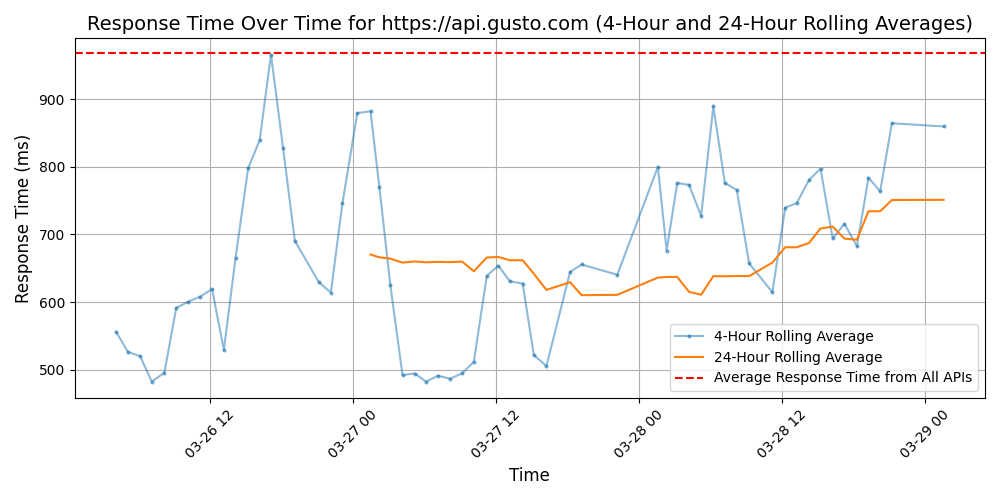 Response Time Over Time for https://api.gusto.com (4-Hour and 24-Hour Rolling Averages)
Response Time (ms)
900
800
700
600
500
4-Hour Rolling Average
24-Hour Rolling Average
Average Response Time from All APIs
03-26 12
03-27 00
03-27 12
03-28 00
03-28 12
03-29 00
Time